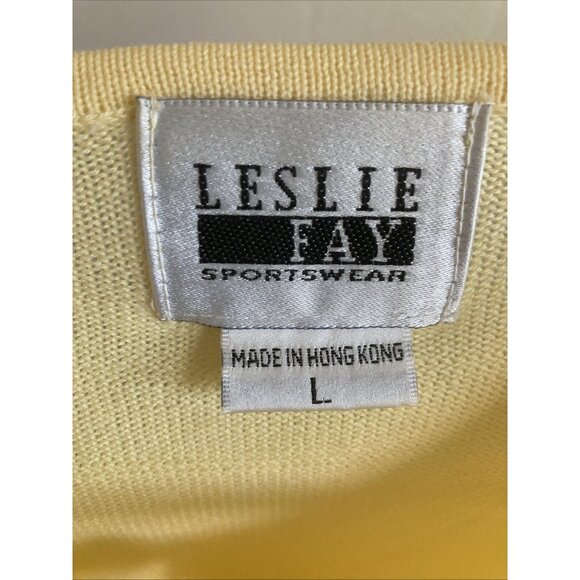 LESLIE
FAY
SPORTSWEAR
MADE IN HONG KONG
L